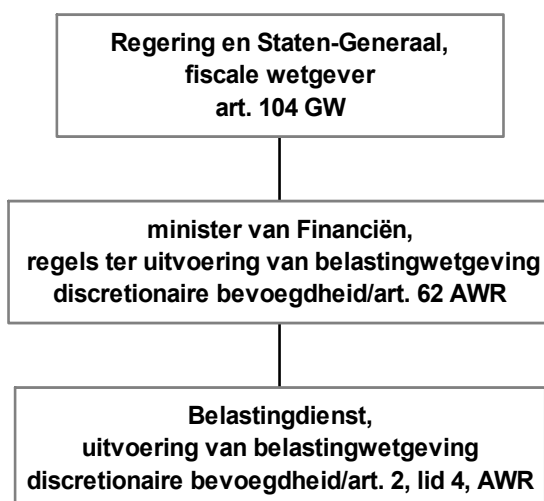 Regering en Staten-Generaal,
fiscale wetgever
art. 104 GW
minister van Financiën,
regels ter uitvoering van belastingwetgeving
discretionaire bevoegdheid/art. 62 AWR
Belastingdienst,
uitvoering van belastingwetgeving
discretionaire bevoegdheid/art. 2, lid 4, AWR